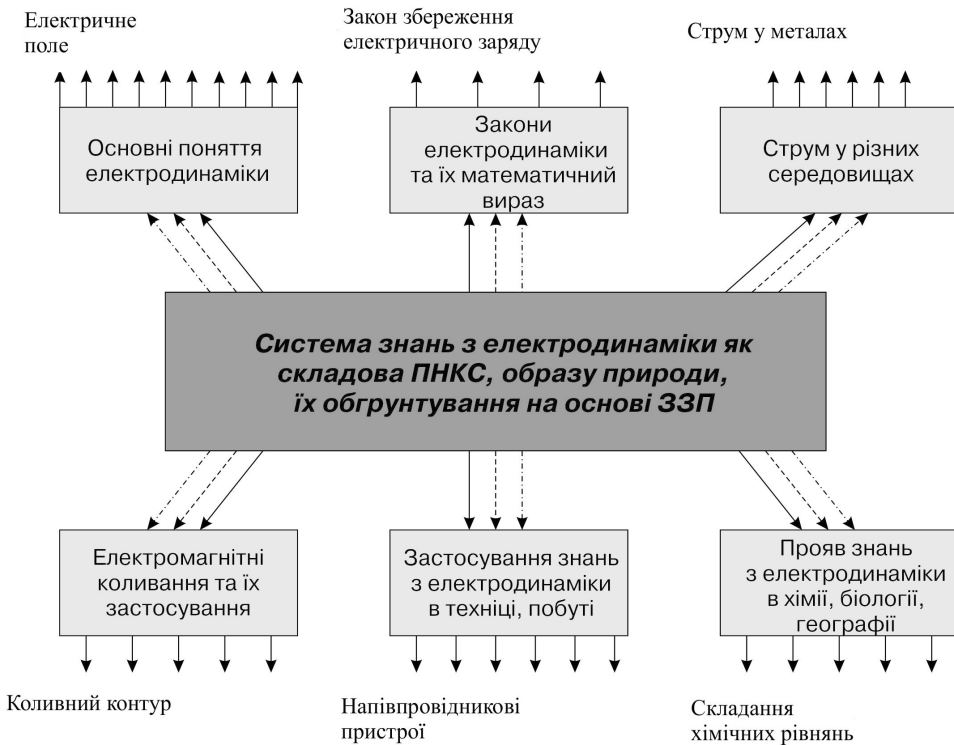 Електричне
поле
Закон збереження
електричного заряду
Струм у металах
Основні поняття
електродинаміки
Закони
електродинаміки
та їх математичний
вираз
Струм у різних
середовищах
Система знань з електродинаміки як
складова ПНКС, образу природи,
їх обгрунтування на основі ЗЗП
Електромагнітні
коливання та їх
застосування
Застосування знань
з електродинаміки
в техніці, побуті
Прояв знань
з електродинаміки
в хімії, біології,
географії
Коливний контур
Напівпровідникові
пристрої
Складання
хімічних рівнянь